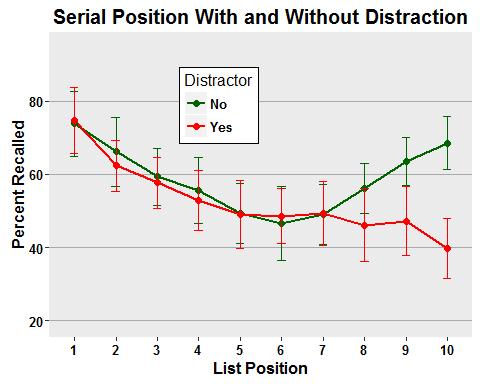 Serial Position With and Without Distraction
Distractor
No
Yes
Percent Recalled
80
60
40
20
1 2 3 4 5 6 7 8 9 10
List Position